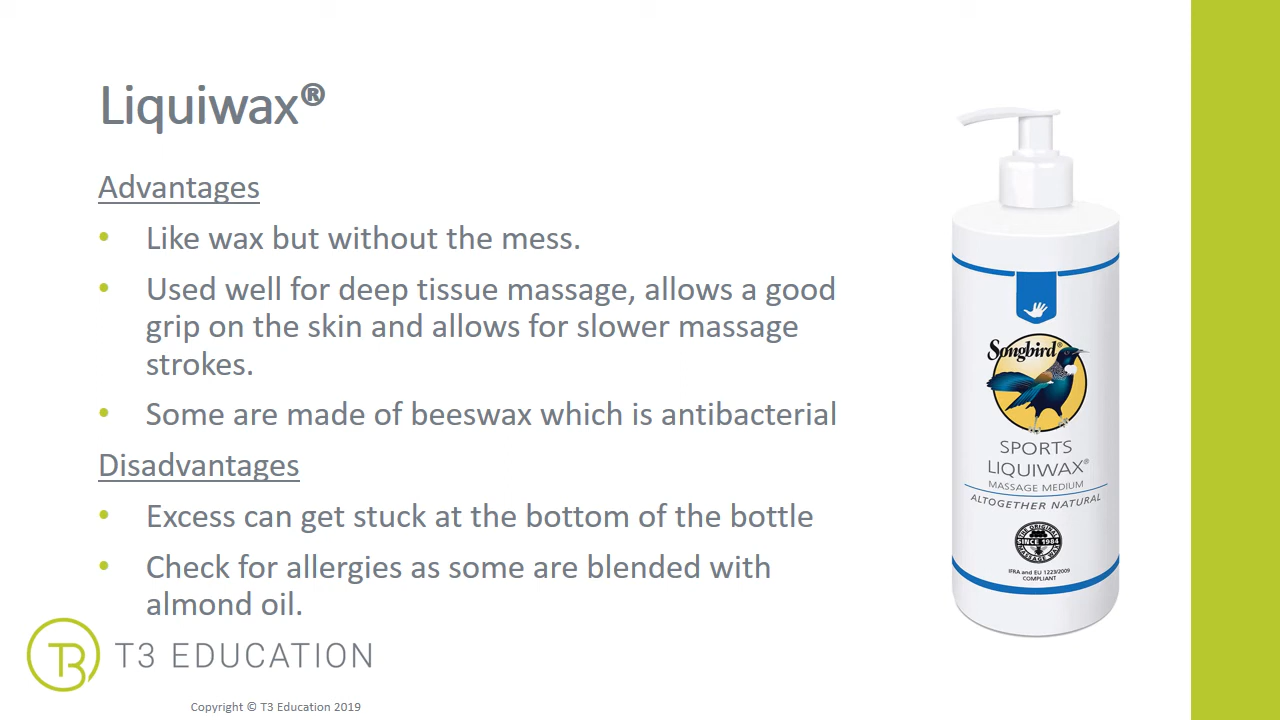 Liquiwax®
Advantages
• Like wax but without the mess.
• Used well for deep tissue massage, allows a good
grip on the skin and allows for slower massage
strokes.
• Some are made of beeswax which is antibacterial
Disadvantages
• Excess can get stuck at the bottom of the bottle
• Check for allergies as some are blended with
almond oil.
T3 EDUCATION
Copyright © T3 Education 2019
Songbird®
SPORTS
LIQUIWAX®
MASSAGE MEDIUM
ALTOGETHER NATURAL
THE ORIGINAL
SINCE 1984
MASSAGE WAX
IFRA and EU 1223/2009
COMPLIANT